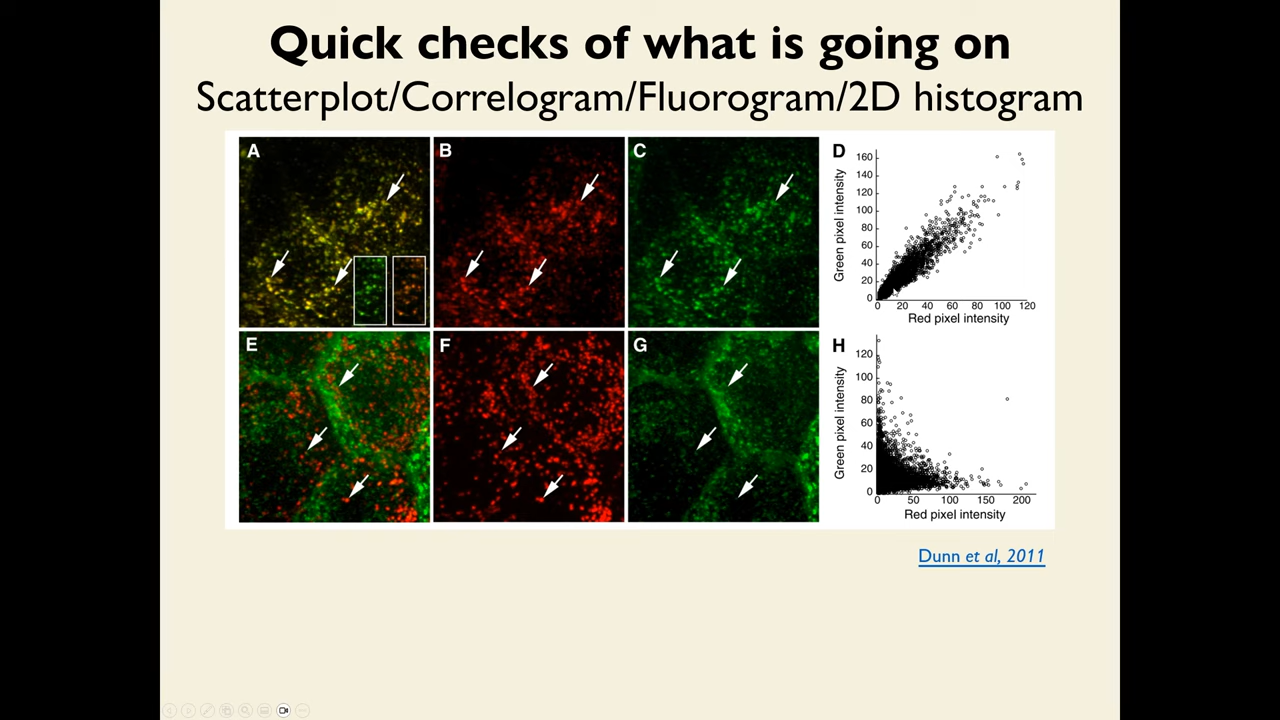 Quick checks of what is going on
Scatterplot/Correlogram/Fluorogram/2D histogram
A
B
C
D
Green pixel intensity
160
140
120
100
80
60
40
20
0
0 20 40 60 80 100 120
Red pixel intensity
E
F
G
H
Green pixel intensity
120
100
80
60
40
20
0
0 50 100 150 200
Red pixel intensity
Dunn et al, 2011